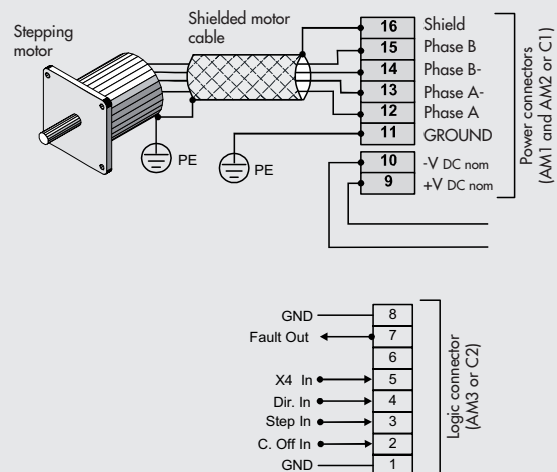 Stepping
motor
Shielded motor
cable
PE
PE
16 Shield
15 Phase B
14 Phase B-
13 Phase A-
12 Phase A
11 GROUND
10 -V DC nom
9 +V DC nom
Power connectors
(AM1 and AM2 or C1)
GND 8
Fault Out 7
6
X4 In 5
Dir. In 4
Step In 3
C. Off In 2
GND 1
Logic connector
(AM3 or C2)